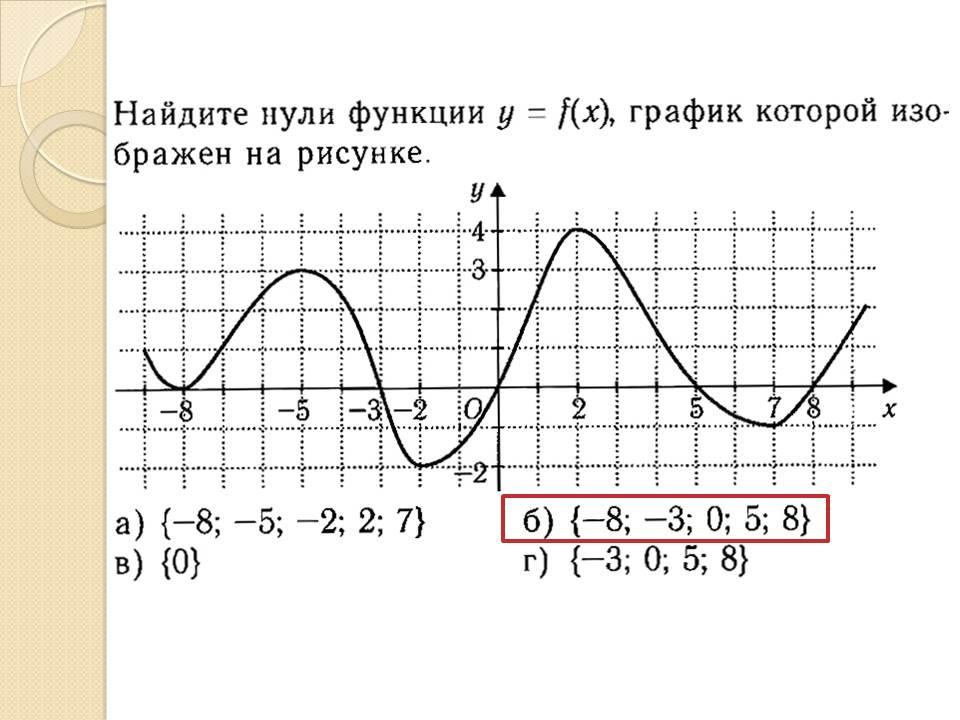 Найдите нули функции y = f(x), график которой изо-
бражен на рисунке.
y
4
3
−8 −5 −3 −2 O 2 5 7 8 x
−2
а) {−8; −5; −2; 2; 7} б) {−8; −3; 0; 5; 8}
в) {0} г) {−3; 0; 5; 8}